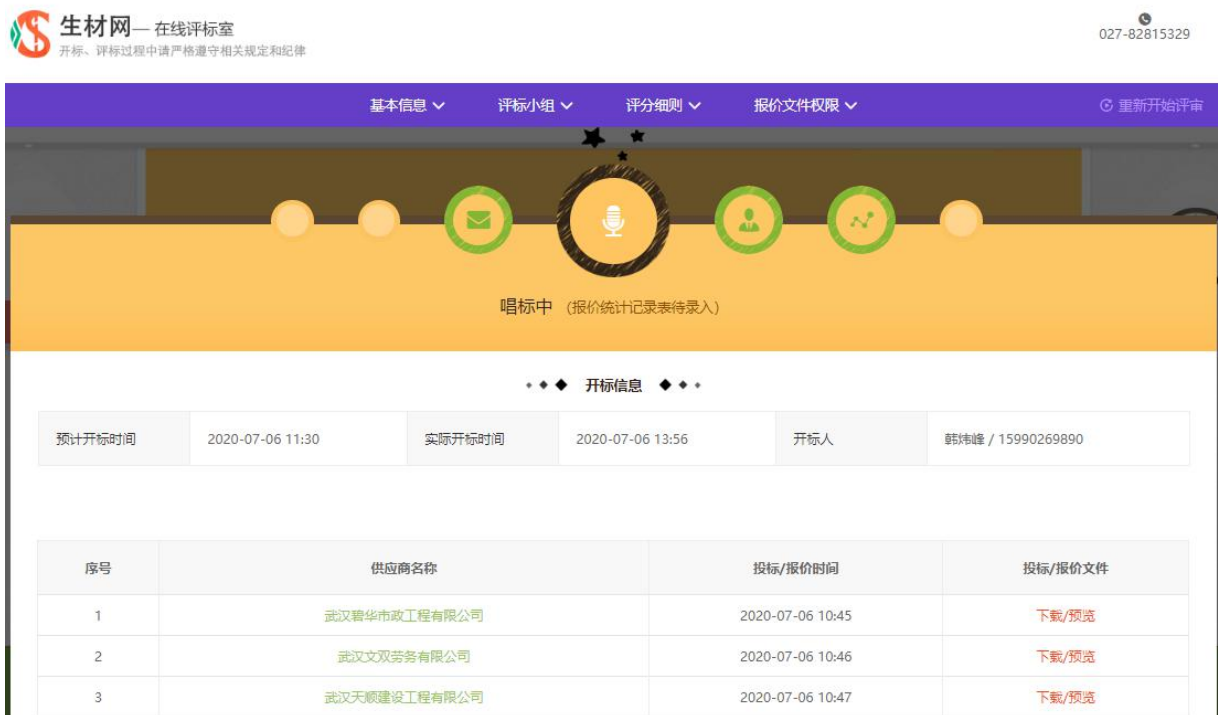 生材网— 在线评标室
开标、评标过程中请严格遵守相关规定和纪律
027-82815329
基本信息 评标小组 评分细则 报价文件权限 重新开始评审
唱标中 （报价统计记录表待录入）
开标信息
预计开标时间 2020-07-06 11:30 实际开标时间 2020-07-06 13:56 开标人 韩炜峰 / 15990269890
序号 供应商名称 投标/报价时间 投标/报价文件
1 武汉碧华市政工程有限公司 2020-07-06 10:45 下载/预览
2 武汉文双劳务有限公司 2020-07-06 10:46 下载/预览
3 武汉天顺建设工程有限公司 2020-07-06 10:47 下载/预览